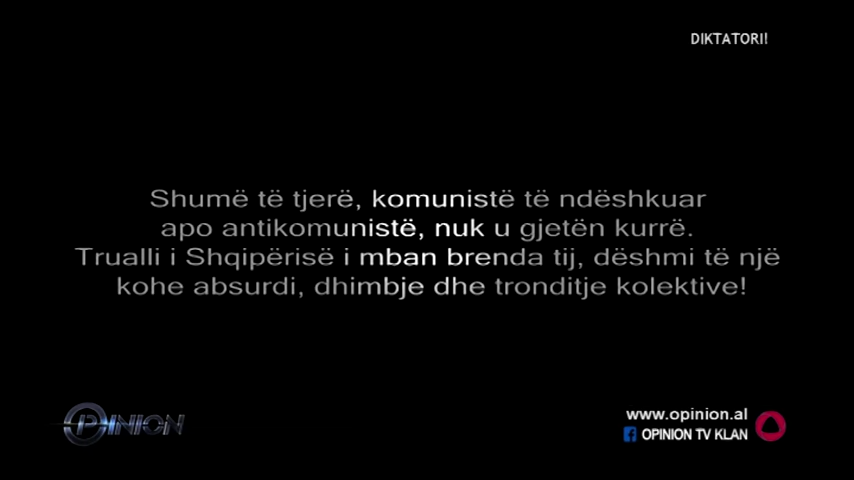 DIKTATORI!
Shumë të tjerë, komunistë të ndëshkuar
apo antikomunistë, nuk u gjetën kurrë.
Trualli i Shqipërisë i mban brenda tij, dëshmi të një
kohe absurdi, dhimbje dhe tronditje kolektive!
OPINION
www.opinion.al
OPINION TV KLAN